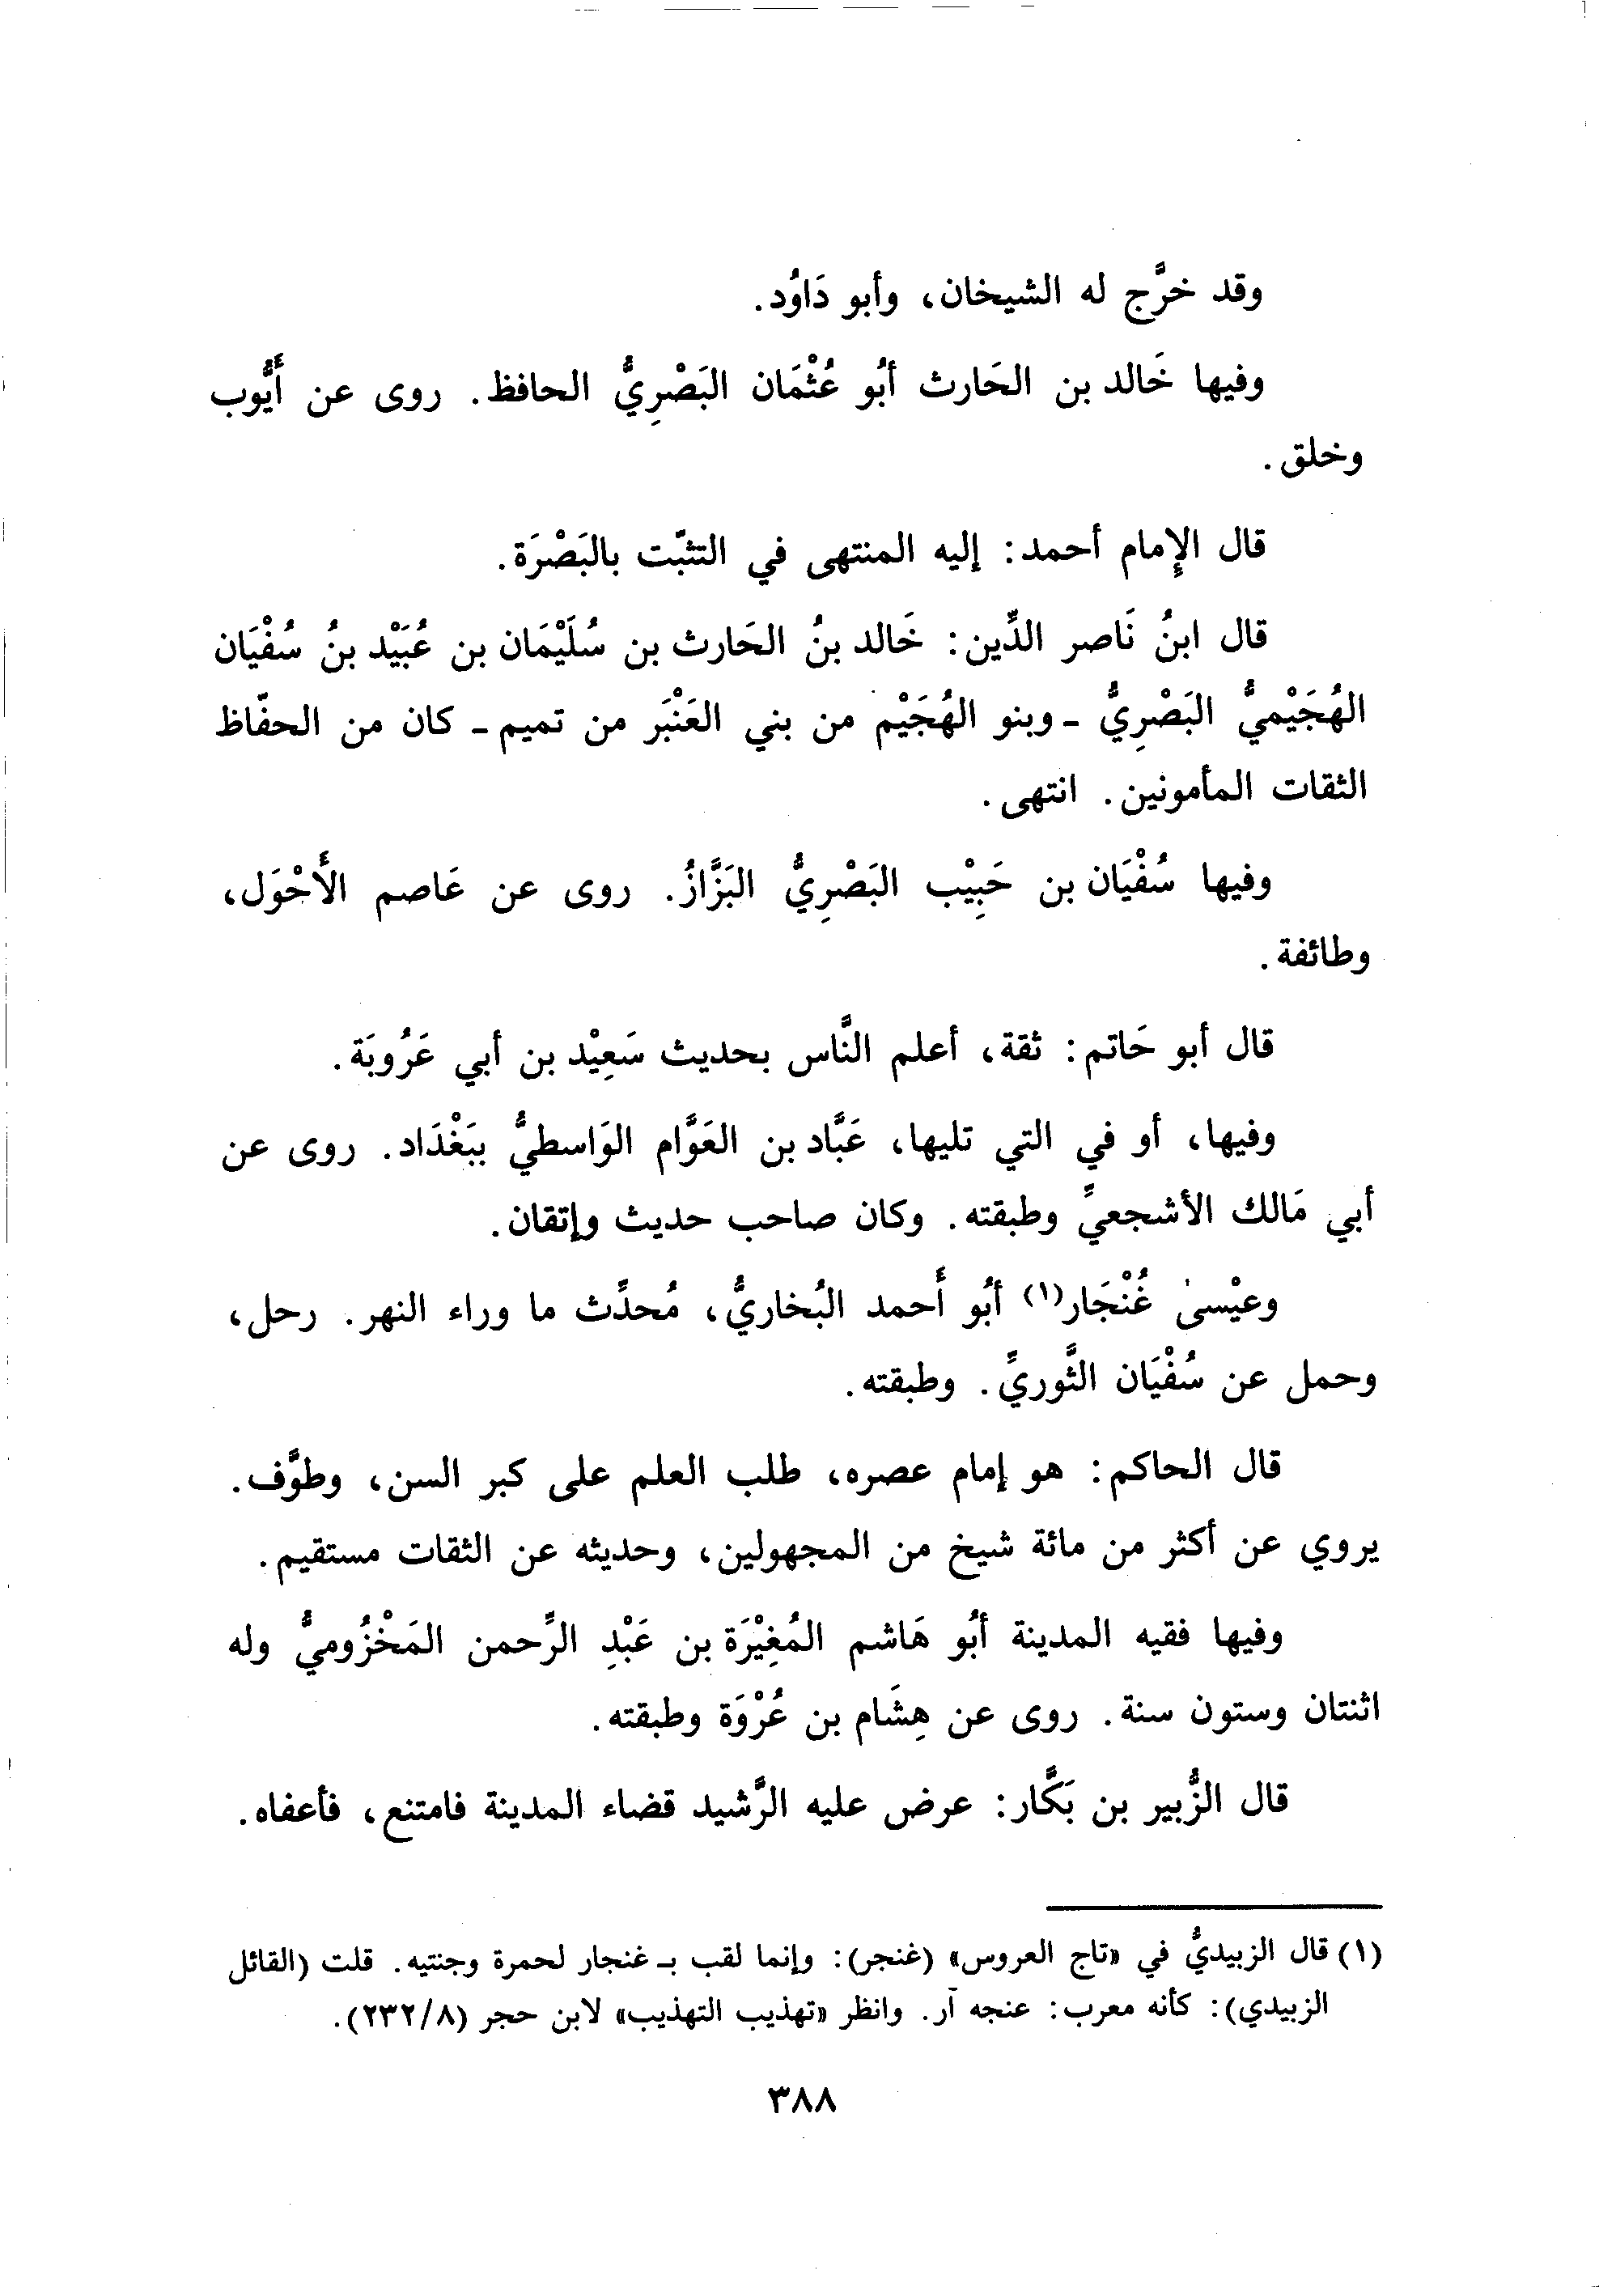 وقد خرَّج له الشيخان، وأبو دَاوُد.
وفيها خَالد بن الحَارث أبُو عُثْمَان البَصْرِيُّ الحافظ. روى عن أَيُّوب
وخلق.
قال الإِمام أحمد: إليه المنتهى في التثبّت بالبَصْرَة.
قال ابنُ نَاصر الدِّين: خَالد بنُ الحَارث بن سُلَيْمَان بن عُبَيْد بنُ سُفْيَان
الهُجَيْميُّ البَصْرِيُّ - وبنو الهُجَيْم من بني العَنْبَر من تميم - كان من الحفّاظ
الثقات المأمونين. انتهى.
وفيها سُفْيَان بن حَبِيْب البَصْرِيُّ البَزَّازُ. روى عن عَاصم الأَحْوَل،
وطائفة.
قال أبو حَاتم: ثقة، أعلم النَّاس بحديث سَعِيْد بن أبي عَرُوبَة.
وفيها، أو في التي تليها، عَبَّاد بن العَوَّام الوَاسطيُّ ببَغْدَاد. روى عن
أبي مَالك الأشجعيِّ وطبقته. وكان صاحب حديث وإتقان.
وعيْسىٰ غُنْجَار(١) أبُو أَحمد البُخاريُّ، مُحدِّث ما وراء النهر. رحل،
وحمل عن سُفْيَان الثَّوريِّ. وطبقته.
قال الحاكم: هو إمام عصره، طلب العلم على كبر السن، وطوَّف.
يروي عن أكثر من مائة شيخ من المجهولين، وحديثه عن الثقات مستقيم.
وفيها فقيه المدينة أبُو هَاشم المُغِيْرَة بن عَبْدِ الرَّحمن المَخْزُوميُّ وله
اثنتان وستون سنة. روى عن هِشَام بن عُرْوَة وطبقته.
قال الزُّبير بن بَكَّار: عرض عليه الرَّشيد قضاء المدينة فامتنع، فأعفاه.
(١) قال الزبيديُّ في «تاج العروس» (غنجر): وإنما لقب بـ غنجار لحمرة وجنتيه. قلت (القائل
الزبيدي): كأنه معرب: عنجه آر. وانظر «تهذيب التهذيب» لابن حجر (٢٣٢/٨).
٣٨٨